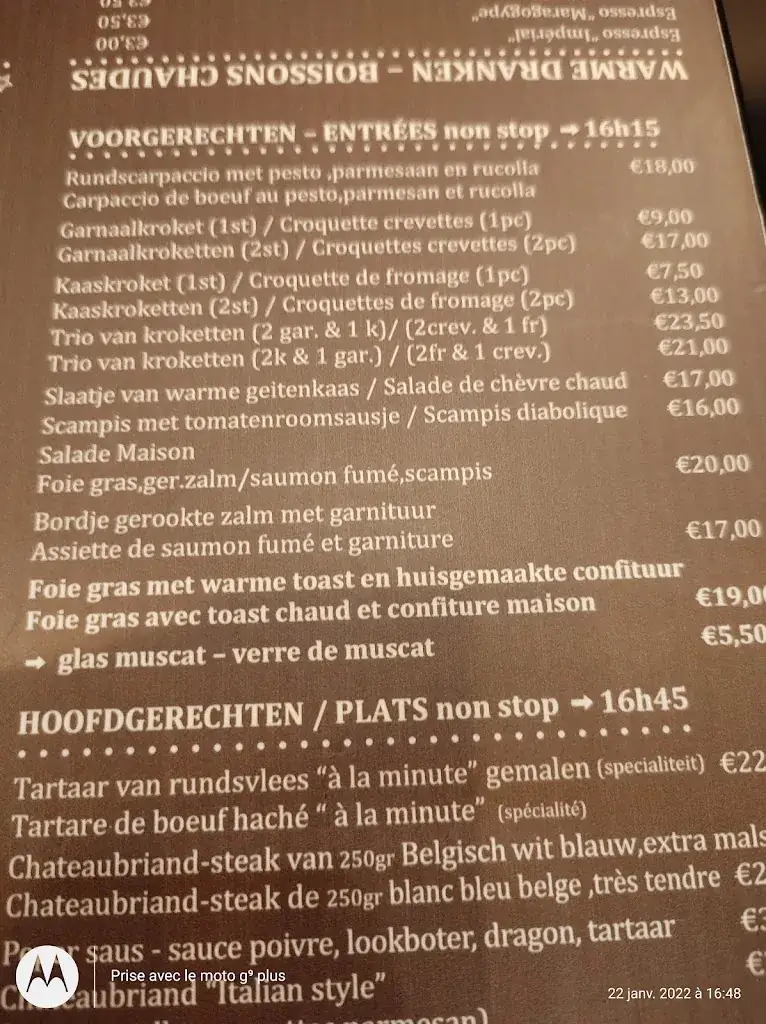 €3,50
Espresso "Maragogype"
€3,00
Espresso "Impérial"
WARME DRANKEN – BOISSONS CHAUDES
VOORGERECHTEN – ENTRÉES non stop → 16h15
Rundscarpaccio met pesto ,parmesaan en rucolla €18,00
Carpaccio de boeuf au pesto,parmesan et rucolla
Garnaalkroket (1st) / Croquette crevettes (1pc) €9,00
Garnaalkroketten (2st) / Croquettes crevettes (2pc) €17,00
Kaaskroket (1st) / Croquette de fromage (1pc) €7,50
Kaaskroketten (2st) / Croquettes de fromage (2pc) €13,00
Trio van kroketten (2 gar. & 1 k)/ (2crev. & 1 fr) €23,50
Trio van kroketten (2k & 1 gar.) / (2fr & 1 crev.) €21,00
Slaatje van warme geitenkaas / Salade de chèvre chaud €17,00
Scampis met tomatenroomsausje / Scampis diabolique €16,00
Salade Maison
Foie gras,ger.zalm/saumon fumé,scampis €20,00
Bordje gerookte zalm met garnituur
Assiette de saumon fumé et garniture €17,00
Foie gras met warme toast en huisgemaakte confituur
Foie gras avec toast chaud et confiture maison €19,0
→ glas muscat – verre de muscat €5,50
HOOFDGERECHTEN / PLATS non stop → 16h45
Tartaar van rundsvlees “à la minute” gemalen (specialiteit) €22
Tartare de boeuf haché “ à la minute” (spécialité)
Chateaubriand-steak van 250gr Belgisch wit blauw,extra mals
Chateaubriand-steak de 250gr blanc bleu belge ,très tendre €2
saus - sauce poivre, lookboter, dragon, tartaar €3
€
Prise avec le moto g⁹ plus
22 janv. 2022 à 16:48
"Italian style”
parmesan)